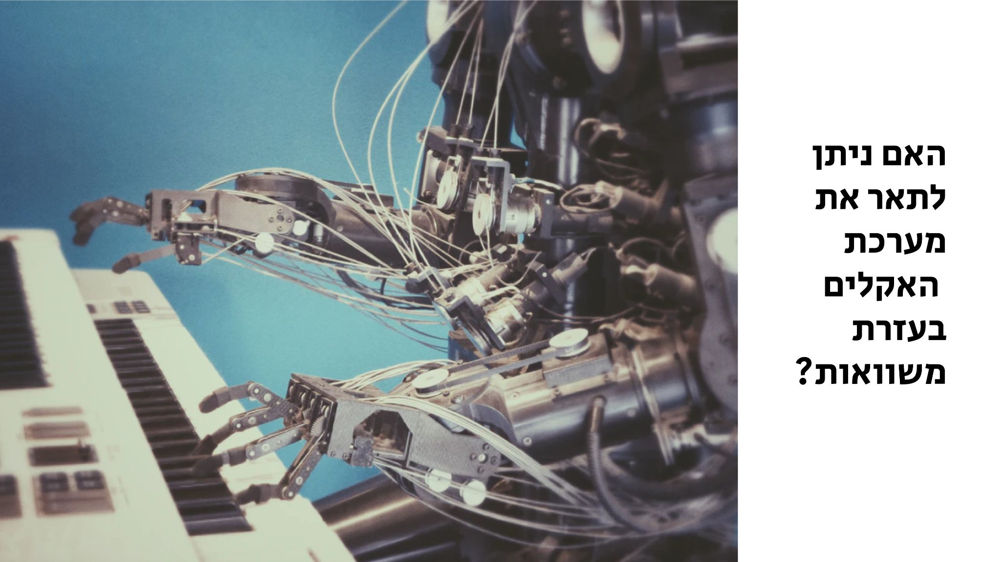 האם ניתן
לתאר את
מערכת
האקלים
בעזרת
משוואות?